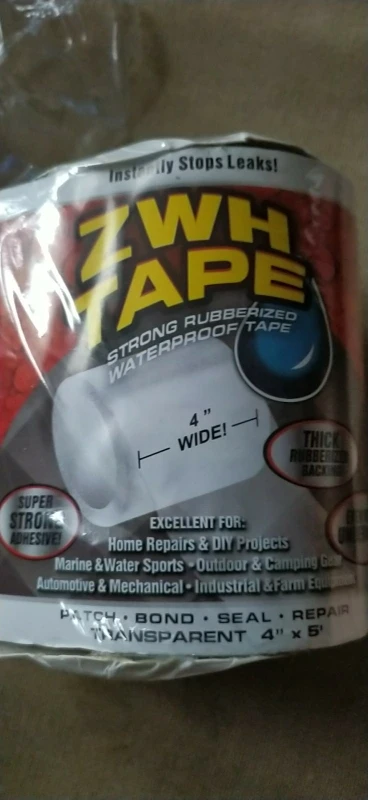 Instantly Stops Leaks!
ZWH
TAPE
STRONG RUBBERIZED
WATERPROOF TAPE
4"
WIDE!
THICK
RUBBERIZED
BACKING!
SUPER
STRONG
ADHESIVE!
EXCELLENT FOR:
Home Repairs & DIY Projects
Marine & Water Sports • Outdoor & Camping Gear
Automotive & Mechanical • Industrial & Farm Equipment
PATCH • BOND • SEAL • REPAIR
TRANSPARENT 4" x 5'